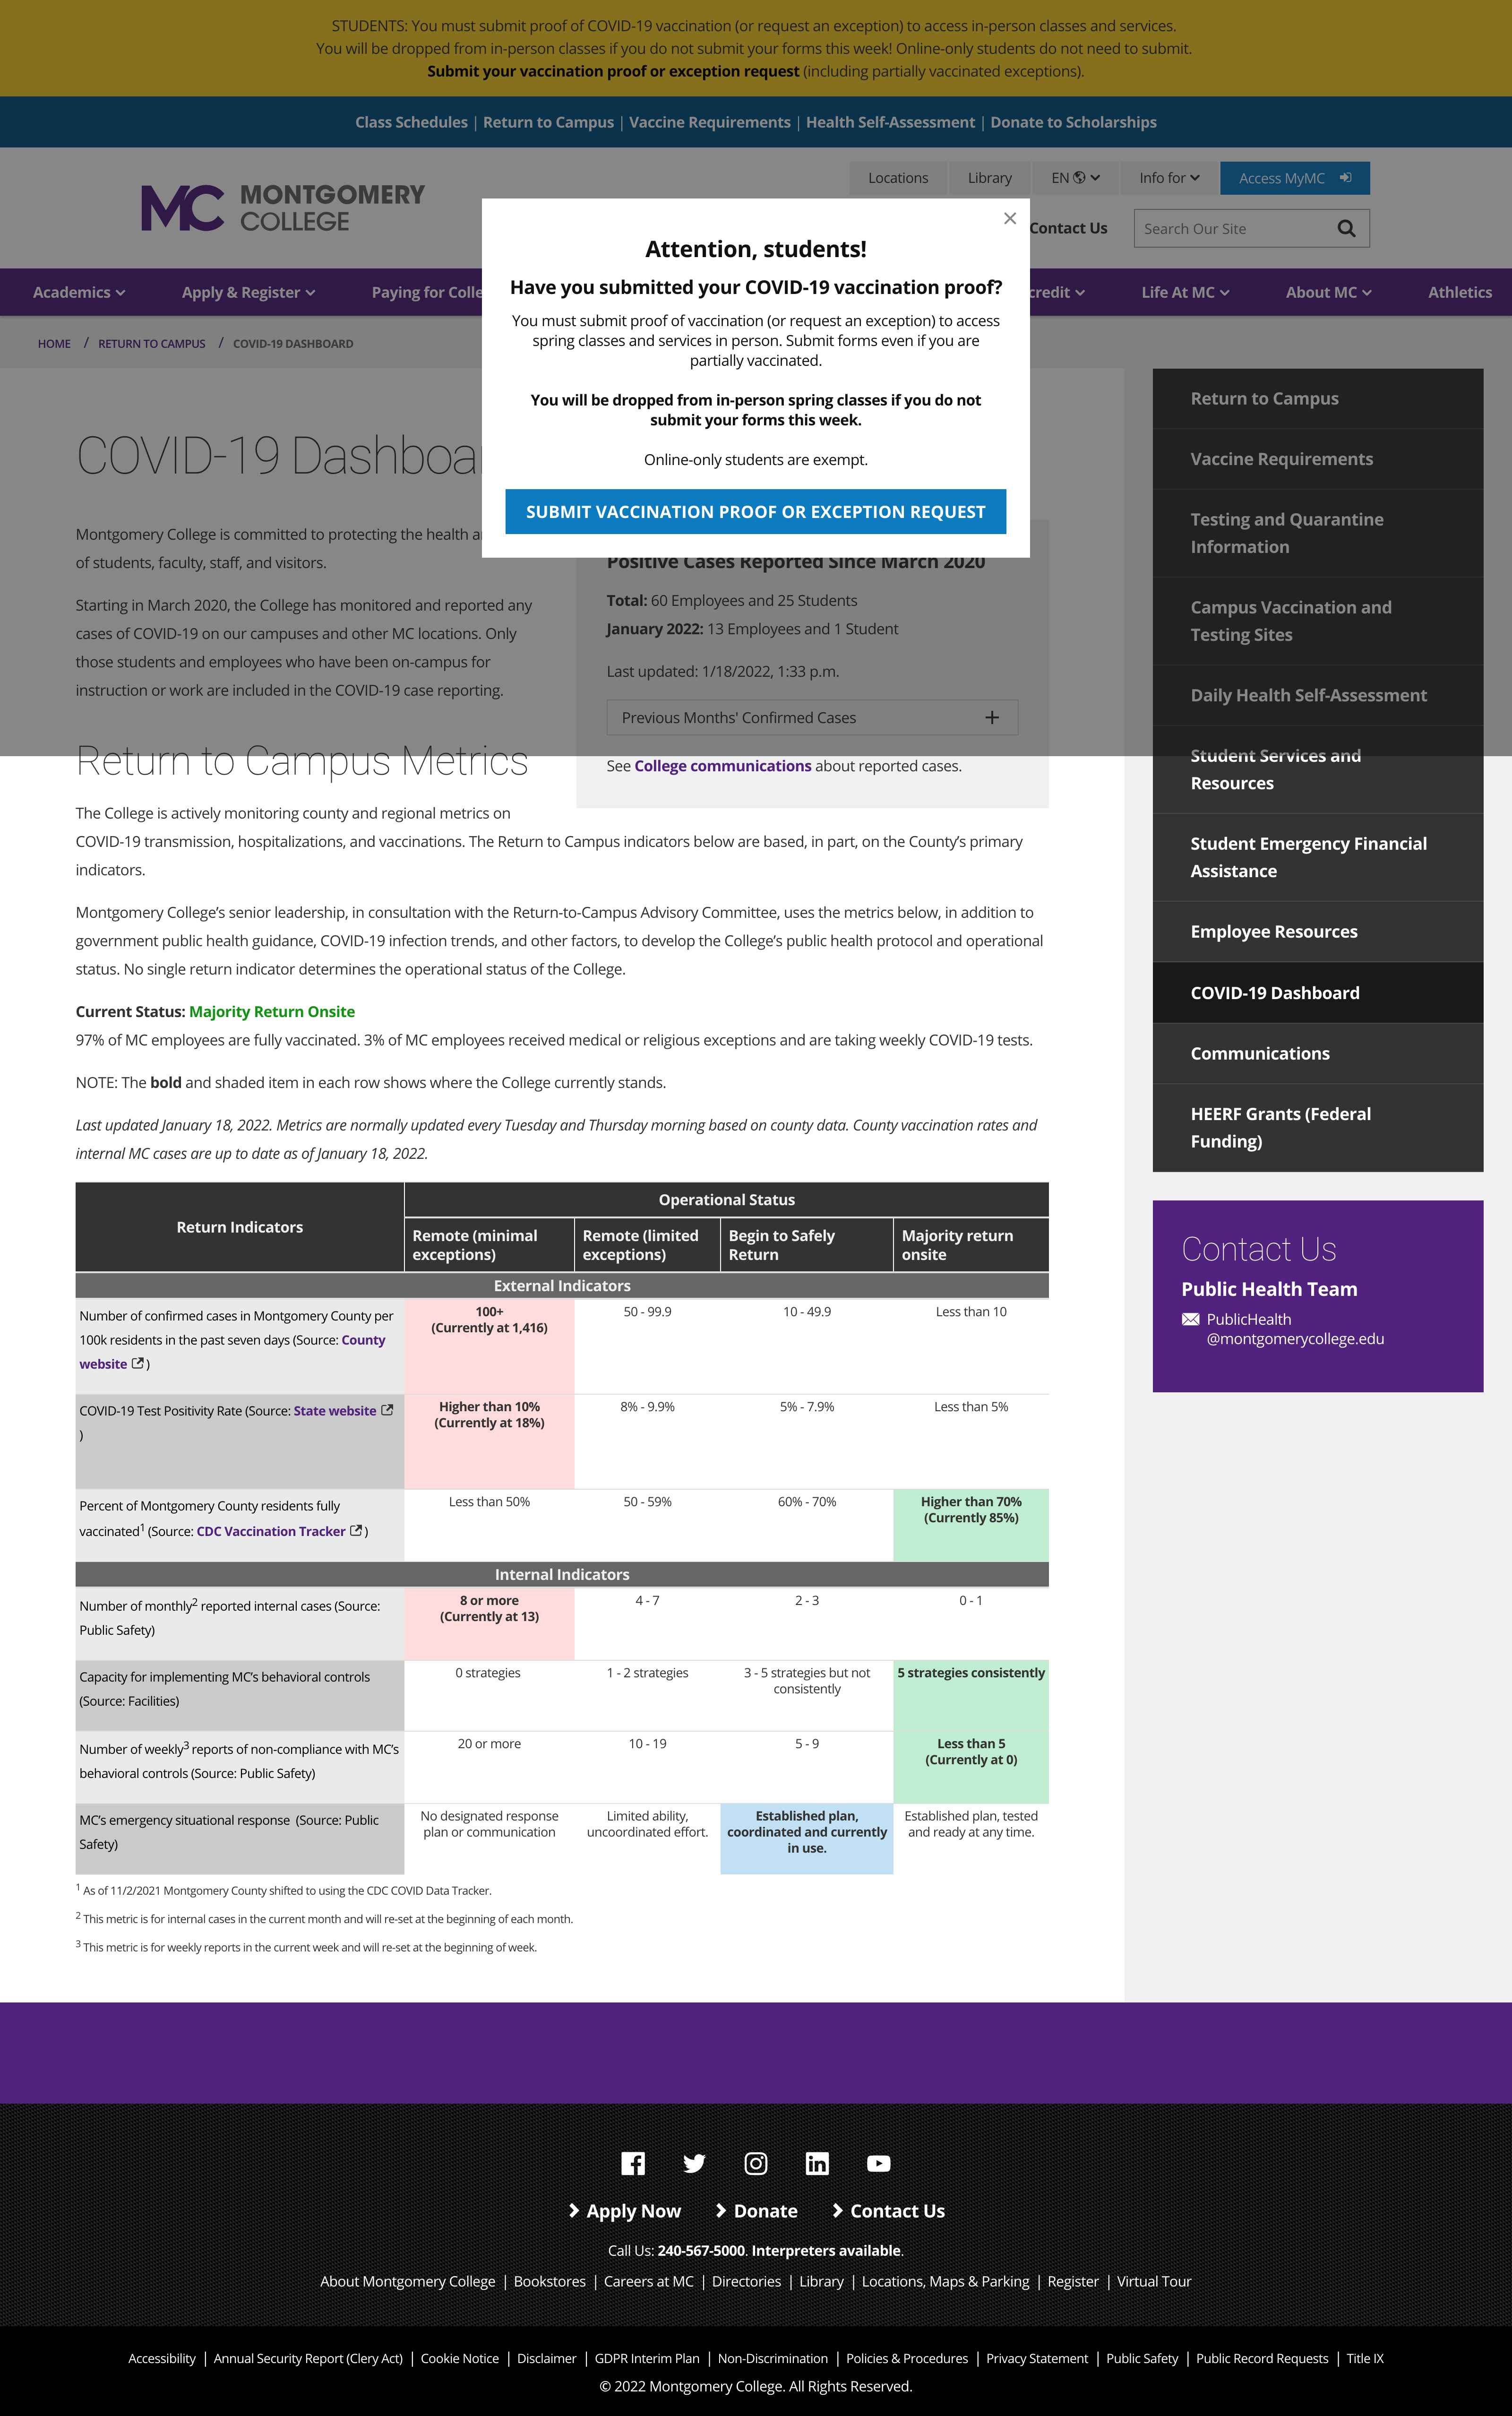 STUDENTS: You must submit proof of COVID-19 vaccination (or request an exception) to access in-person classes and services.
You will be dropped from in-person classes if you do not submit your forms this week! Online-only students do not need to submit.
Submit your vaccination proof or exception request (including partially vaccinated exceptions).
Class Schedules | Return to Campus | Vaccine Requirements | Health Self-Assessment | Donate to Scholarships
Locations Library EN Info for Access MyMC
MC MONTGOMERY
COLLEGE
Contact Us Search Our Site
Academics Apply & Register Paying for Colle credit Life At MC About MC Athletics
HOME / RETURN TO CAMPUS / COVID-19 DASHBOARD
×
Attention, students!
Have you submitted your COVID-19 vaccination proof?
You must submit proof of vaccination (or request an exception) to access
spring classes and services in person. Submit forms even if you are
partially vaccinated.
You will be dropped from in-person spring classes if you do not
submit your forms this week.
Online-only students are exempt.
SUBMIT VACCINATION PROOF OR EXCEPTION REQUEST
COVID-19 Dashboa
Montgomery College is committed to protecting the health a
of students, faculty, staff, and visitors.
Starting in March 2020, the College has monitored and reported any
cases of COVID-19 on our campuses and other MC locations. Only
those students and employees who have been on-campus for
instruction or work are included in the COVID-19 case reporting.
Positive Cases Reported Since March 2020
Total: 60 Employees and 25 Students
January 2022: 13 Employees and 1 Student
Last updated: 1/18/2022, 1:33 p.m.
Previous Months' Confirmed Cases +
See College communications about reported cases.
Return to Campus Metrics
The College is actively monitoring county and regional metrics on
COVID-19 transmission, hospitalizations, and vaccinations. The Return to Campus indicators below are based, in part, on the County’s primary
indicators.
Montgomery College’s senior leadership, in consultation with the Return-to-Campus Advisory Committee, uses the metrics below, in addition to
government public health guidance, COVID-19 infection trends, and other factors, to develop the College’s public health protocol and operational
status. No single return indicator determines the operational status of the College.
Current Status: Majority Return Onsite
97% of MC employees are fully vaccinated. 3% of MC employees received medical or religious exceptions and are taking weekly COVID-19 tests.
NOTE: The bold and shaded item in each row shows where the College currently stands.
Last updated January 18, 2022. Metrics are normally updated every Tuesday and Thursday morning based on county data. County vaccination rates and
internal MC cases are up to date as of January 18, 2022.
Return Indicators
Operational Status
Remote (minimal
exceptions)
Remote (limited
exceptions)
Begin to Safely
Return
Majority return
onsite
External Indicators
Number of confirmed cases in Montgomery County per
100k residents in the past seven days (Source: County
website )
100+
(Currently at 1,416)
50 - 99.9
10 - 49.9
Less than 10
COVID-19 Test Positivity Rate (Source: State website
)
Higher than 10%
(Currently at 18%)
8% - 9.9%
5% - 7.9%
Less than 5%
Percent of Montgomery County residents fully
vaccinated1 (Source: CDC Vaccination Tracker )
Less than 50%
50 - 59%
60% - 70%
Higher than 70%
(Currently 85%)
Internal Indicators
Number of monthly2 reported internal cases (Source:
Public Safety)
8 or more
(Currently at 13)
4 - 7
2 - 3
0 - 1
Capacity for implementing MC’s behavioral controls
(Source: Facilities)
0 strategies
1 - 2 strategies
3 - 5 strategies but not
consistently
5 strategies consistently
Number of weekly3 reports of non-compliance with MC’s
behavioral controls (Source: Public Safety)
20 or more
10 - 19
5 - 9
Less than 5
(Currently at 0)
MC’s emergency situational response (Source: Public
Safety)
No designated response
plan or communication
Limited ability,
uncoordinated effort.
Established plan,
coordinated and currently
in use.
Established plan, tested
and ready at any time.
1 As of 11/2/2021 Montgomery County shifted to using the CDC COVID Data Tracker.
2 This metric is for internal cases in the current month and will re-set at the beginning of each month.
3 This metric is for weekly reports in the current week and will re-set at the beginning of week.
Return to Campus
Vaccine Requirements
Testing and Quarantine
Information
Campus Vaccination and
Testing Sites
Daily Health Self-Assessment
Student Services and
Resources
Student Emergency Financial
Assistance
Employee Resources
COVID-19 Dashboard
Communications
HEERF Grants (Federal
Funding)
Contact Us
Public Health Team
PublicHealth
@montgomerycollege.edu
Apply Now Donate Contact Us
Call Us: 240-567-5000. Interpreters available.
About Montgomery College | Bookstores | Careers at MC | Directories | Library | Locations, Maps & Parking | Register | Virtual Tour
Accessibility | Annual Security Report (Clery Act) | Cookie Notice | Disclaimer | GDPR Interim Plan | Non-Discrimination | Policies & Procedures | Privacy Statement | Public Safety | Public Record Requests | Title IX
© 2022 Montgomery College. All Rights Reserved.